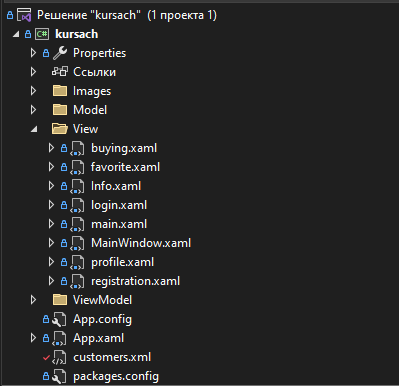 Решение "kursach" (1 проекта 1)
C# kursach
Properties
Ссылки
Images
Model
View
buying.xaml
favorite.xaml
Info.xaml
login.xaml
main.xaml
MainWindow.xaml
profile.xaml
registration.xaml
ViewModel
App.config
App.xaml
customers.xml
packages.config